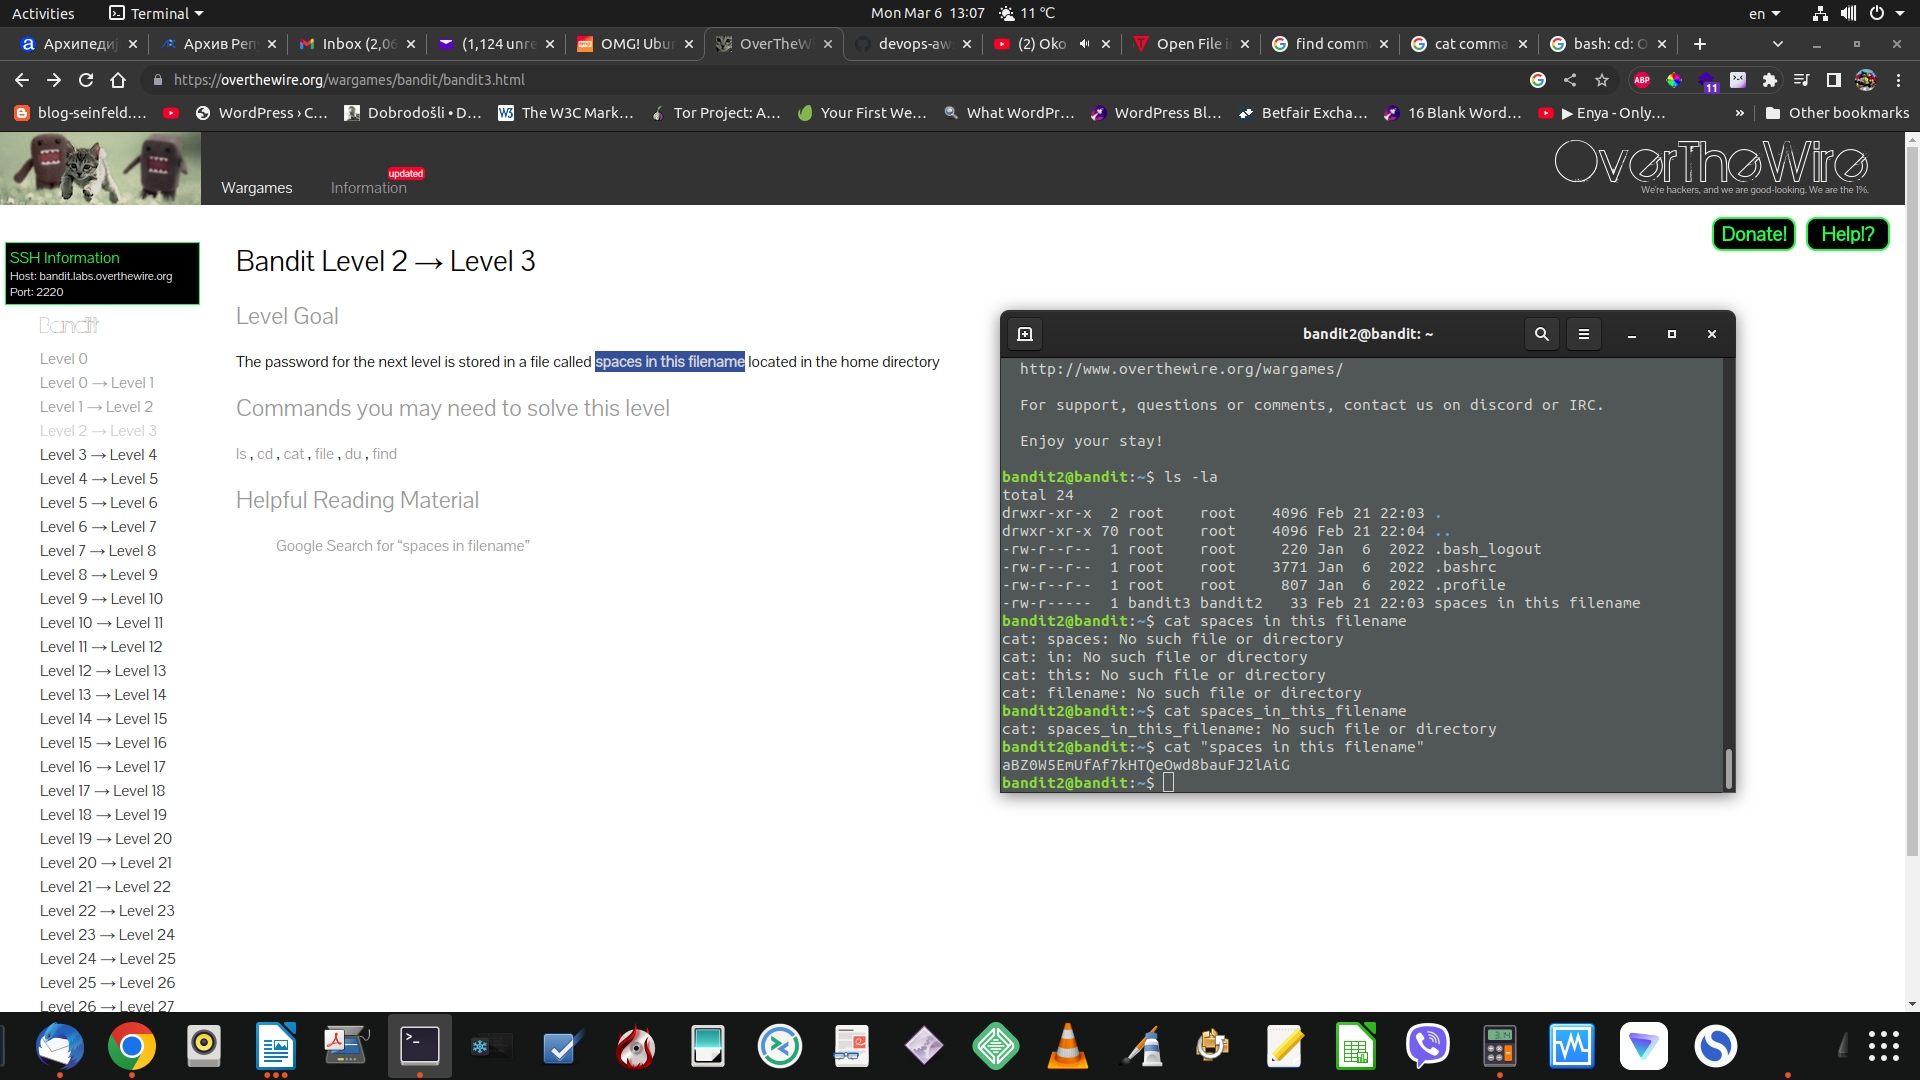 Activities Terminal Mon Mar 6 13:07 11 °C en
Архипедиј Архив Реп Inbox (2,06 (1,124 unre OMG! Ubun OverTheWi devops-aw (2) Oko Open File i find comm cat comma bash: cd:
https://overthewire.org/wargames/bandit/bandit3.html ABP 11
blog-seinfeld.... WordPress › C... Dobrodošli • D... The W3C Mark... Tor Project: A... Your First We... What WordPr... WordPress Bl... Betfair Excha... 16 Blank Word... ▶ Enya - Only... » Other bookmarks
OverTheWire
We're hackers, and we are good-looking. We are the 1%.
updated
Wargames Information
Donate! Help!?
SSH Information
Host: bandit.labs.overthewire.org
Port: 2220
Bandit
Level 0
Level 0 → Level 1
Level 1 → Level 2
Level 2 → Level 3
Level 3 → Level 4
Level 4 → Level 5
Level 5 → Level 6
Level 6 → Level 7
Level 7 → Level 8
Level 8 → Level 9
Level 9 → Level 10
Level 10 → Level 11
Level 11 → Level 12
Level 12 → Level 13
Level 13 → Level 14
Level 14 → Level 15
Level 15 → Level 16
Level 16 → Level 17
Level 17 → Level 18
Level 18 → Level 19
Level 19 → Level 20
Level 20 → Level 21
Level 21 → Level 22
Level 22 → Level 23
Level 23 → Level 24
Level 24 → Level 25
Level 25 → Level 26
Level 26 → Level 27
Bandit Level 2 → Level 3
Level Goal
The password for the next level is stored in a file called spaces in this filename located in the home directory
Commands you may need to solve this level
ls , cd , cat , file , du , find
Helpful Reading Material
Google Search for “spaces in filename”
bandit2@bandit: ~
http://www.overthewire.org/wargames/
For support, questions or comments, contact us on discord or IRC.
Enjoy your stay!
bandit2@bandit:~$ ls -la
total 24
drwxr-xr-x 2 root root 4096 Feb 21 22:03 .
drwxr-xr-x 70 root root 4096 Feb 21 22:04 ..
-rw-r--r-- 1 root root 220 Jan 6 2022 .bash_logout
-rw-r--r-- 1 root root 3771 Jan 6 2022 .bashrc
-rw-r--r-- 1 root root 807 Jan 6 2022 .profile
-rw-r----- 1 bandit3 bandit2 33 Feb 21 22:03 spaces in this filename
bandit2@bandit:~$ cat spaces in this filename
cat: spaces: No such file or directory
cat: in: No such file or directory
cat: this: No such file or directory
cat: filename: No such file or directory
bandit2@bandit:~$ cat spaces_in_this_filename
cat: spaces_in_this_filename: No such file or directory
bandit2@bandit:~$ cat "spaces in this filename"
aBZ0W5EmUfAf7kHTQeOwd8bauFJ2lAiG
bandit2@bandit:~$